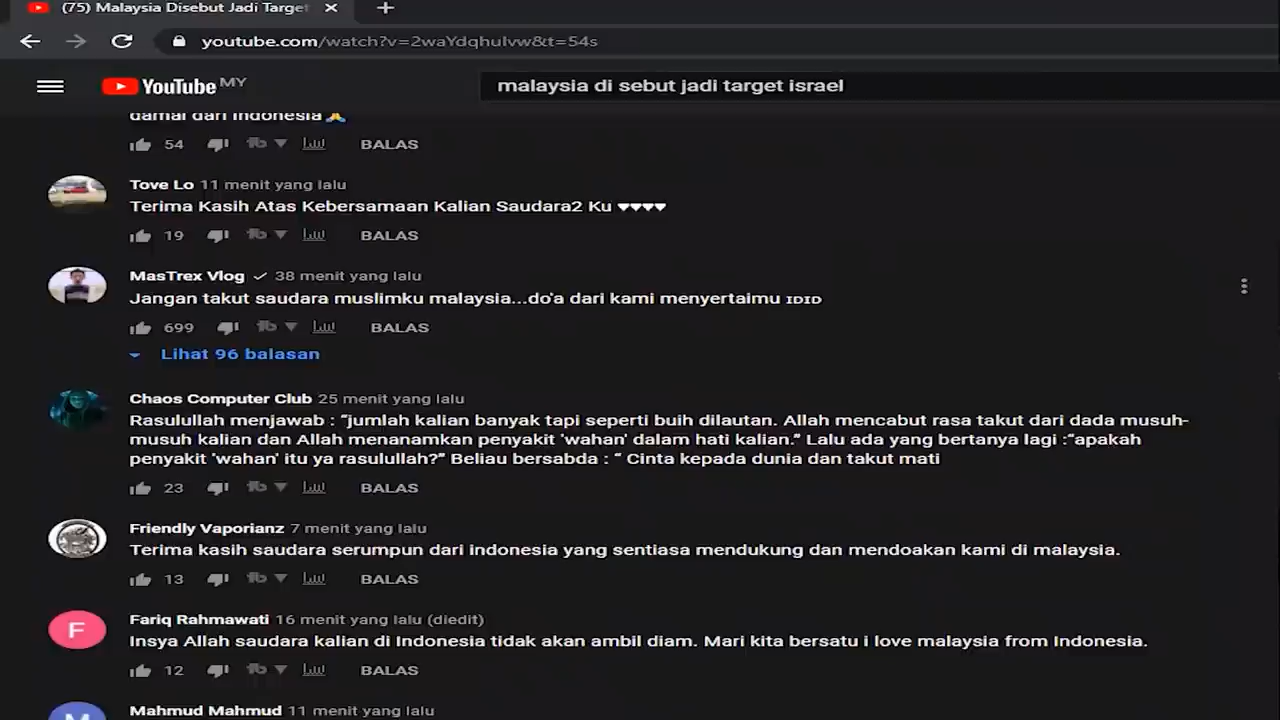 (75) Malaysia Disebut Jadi Target
youtube.com/watch?v=2waYdqhulvw&t=54s
YouTube MY
malaysia di sebut jadi target israel
damai dari Indonesia🙏
54 BALAS
Tove Lo 11 menit yang lalu
Terima Kasih Atas Kebersamaan Kalian Saudara2 Ku ♥♥♥♥
19 BALAS
MasTrex Vlog 38 menit yang lalu
Jangan takut saudara muslimku malaysia...do'a dari kami menyertaimu ɪᴅɪᴅ
699 BALAS
Lihat 96 balasan
Chaos Computer Club 25 menit yang lalu
Rasulullah menjawab : “jumlah kalian banyak tapi seperti buih dilautan. Allah mencabut rasa takut dari dada musuh-
musuh kalian dan Allah menanamkan penyakit 'wahan' dalam hati kalian.” Lalu ada yang bertanya lagi :“apakah
penyakit 'wahan' itu ya rasulullah?” Beliau bersabda : “ Cinta kepada dunia dan takut mati
23 BALAS
Friendly Vaporianz 7 menit yang lalu
Terima kasih saudara serumpun dari indonesia yang sentiasa mendukung dan mendoakan kami di malaysia.
13 BALAS
F
Fariq Rahmawati 16 menit yang lalu (diedit)
Insya Allah saudara kalian di Indonesia tidak akan ambil diam. Mari kita bersatu i love malaysia from Indonesia.
12 BALAS
M
Mahmud Mahmud 11 menit yang lalu